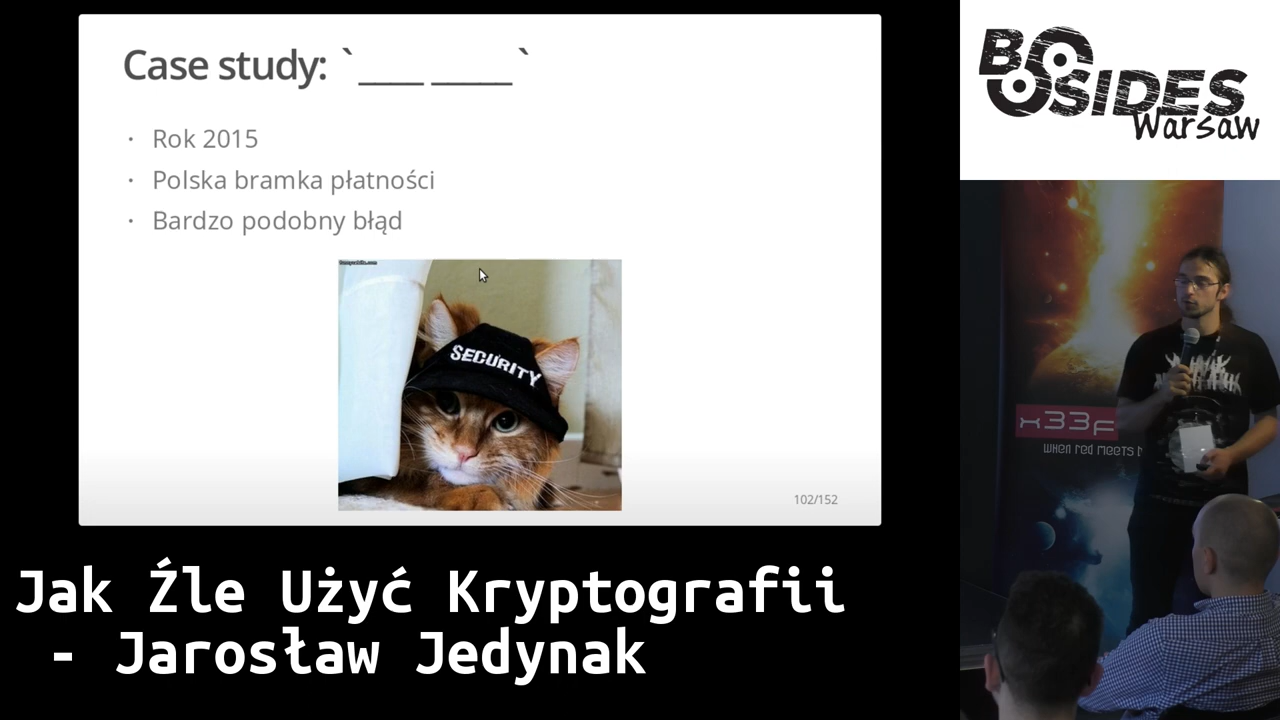 Case study: `____ _____`
· Rok 2015
· Polska bramka płatności
· Bardzo podobny błąd
SECURITY
102/152
BSIDES
Warsaw
x33f
when red meets
Jak Źle Użyć Kryptografii
- Jarosław Jedynak